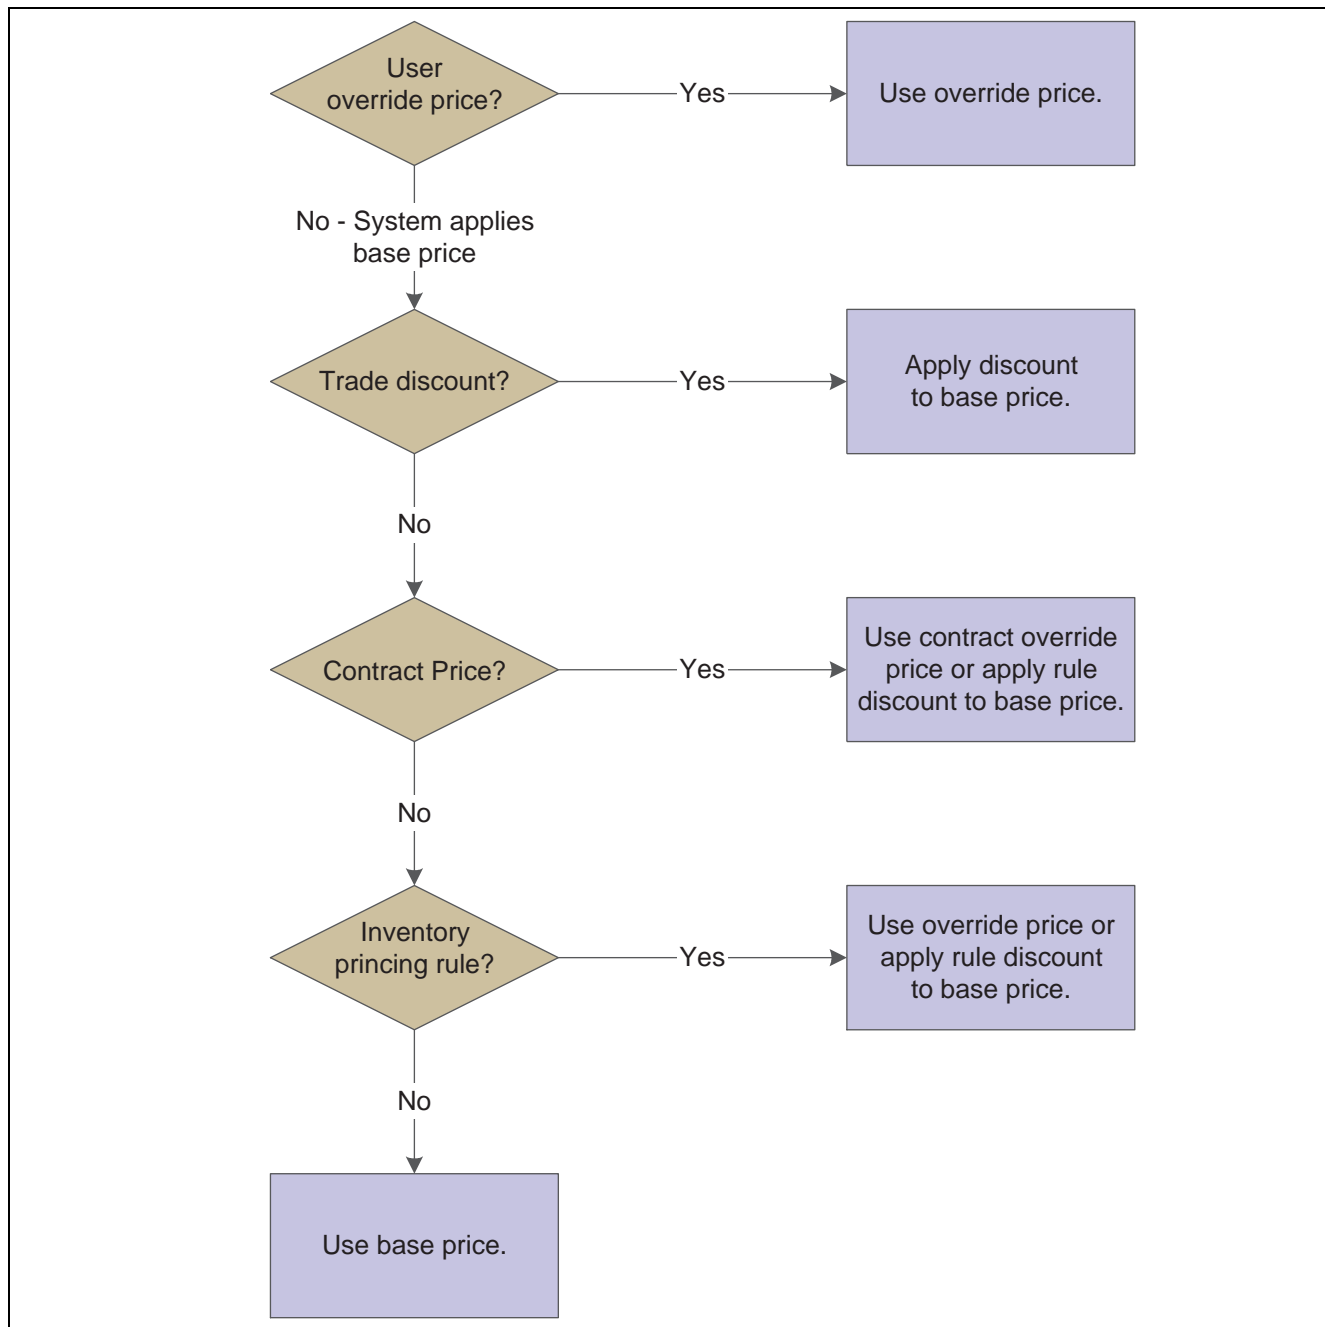 User
override price?
Yes
Use override price.
No - System applies
base price
Trade discount?
Yes
Apply discount
to base price.
No
Contract Price?
Yes
Use contract override
price or apply rule
discount to base price.
No
Inventory
princing rule?
Yes
Use override price or
apply rule discount
to base price.
No
Use base price.